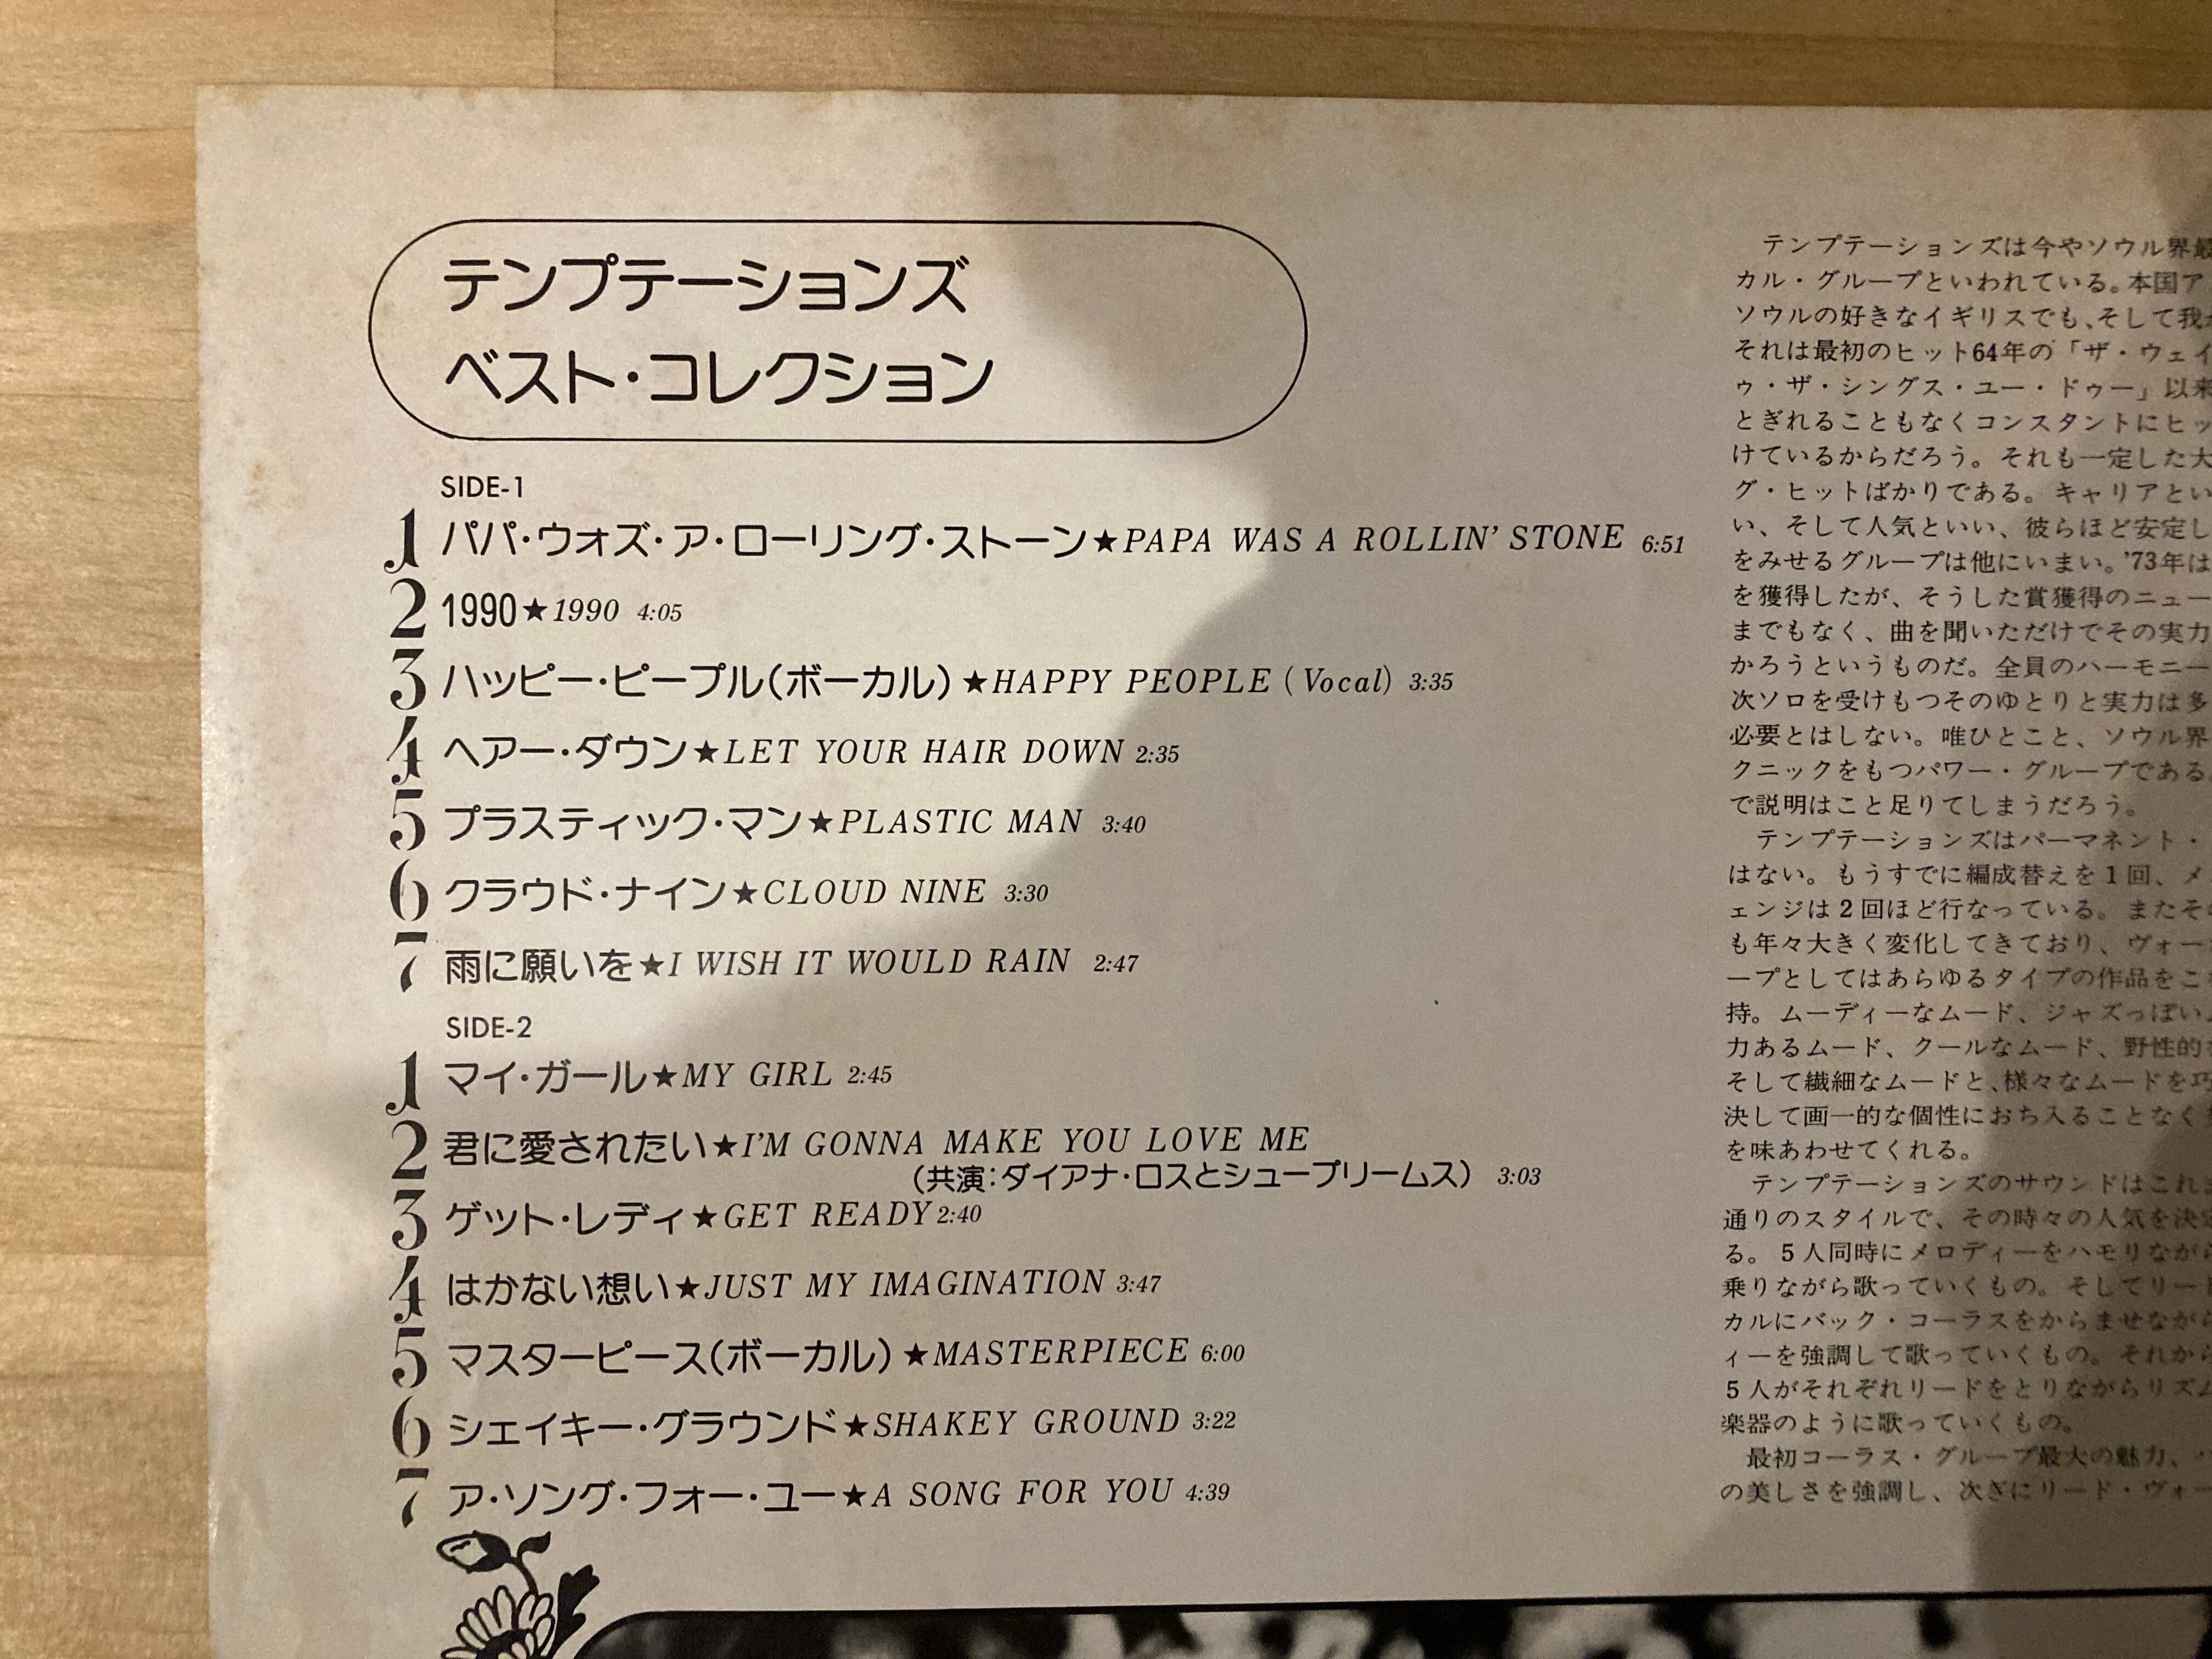 テンプテーションズ
ベスト・コレクション
SIDE-1
1 パパ・ウォズ・ア・ローリング・ストーン★PAPA WAS A ROLLIN' STONE 6:51
2 1990★1990 4:05
3 ハッピー・ピープル(ボーカル)★HAPPY PEOPLE (Vocal) 3:35
4 ヘアー・ダウン★LET YOUR HAIR DOWN 2:35
5 プラスティック・マン★PLASTIC MAN 3:40
6 クラウド・ナイン★CLOUD NINE 3:30
7 雨に願いを★I WISH IT WOULD RAIN 2:47
SIDE-2
1 マイ・ガール★MY GIRL 2:45
2 君に愛されたい★I'M GONNA MAKE YOU LOVE ME
(共演:ダイアナ・ロスとシュープリームス) 3:03
3 ゲット・レディ★GET READY 2:40
4 はかない想い★JUST MY IMAGINATION 3:47
5 マスターピース(ボーカル)★MASTERPIECE 6:00
6 シェイキー・グラウンド★SHAKEY GROUND 3:22
7 ア・ソング・フォー・ユー★A SONG FOR YOU 4:39
テンプテーションズは今やソウル界最
カル・グループといわれている。本国ア
ソウルの好きなイギリスでも、そして我
それは最初のヒット64年の「ザ・ウェイ
ゥ・ザ・シングス・ユー・ドゥー」以来
とぎれることもなくコンスタントにヒッ
けているからだろう。それも一定した大
グ・ヒットばかりである。キャリアとい
い、そして人気といい、彼らほど安定し
をみせるグループは他にいまい。'73年は
を獲得したが、そうした賞獲得のニュー
までもなく、曲を聞いただけでその実力
かろうというものだ。全員のハーモニー
次ソロを受けもつそのゆとりと実力は多
必要とはしない。唯ひとこと、ソウル界
クニックをもつパワー・グループである
で説明はこと足りてしまうだろう。
テンプテーションズはパーマネント・
はない。もうすでに編成替えを1回、メ
ェンジは2回ほど行なっている。またその
も年々大きく変化してきており、ヴォー
ープとしてはあらゆるタイプの作品をこ
持。ムーディーなムード、ジャズっぽい
力あるムード、クールなムード、野性的
そして繊細なムードと、様々なムードを巧
決して画一的な個性におち入ることなく
を味あわせてくれる。
テンプテーションズのサウンドはこれ
通りのスタイルで、その時々の人気を決定
る。5人同時にメロディーをハモりながら
乗りながら歌っていくもの。そしてリード
カルにバック・コーラスをからませながら
ィーを強調して歌っていくもの。それから
5人がそれぞれリードをとりながらリズム
楽器のように歌っていくもの。
最初コーラス・グループ最大の魅力、
の美しさを強調し、次ぎにリード・ヴォー